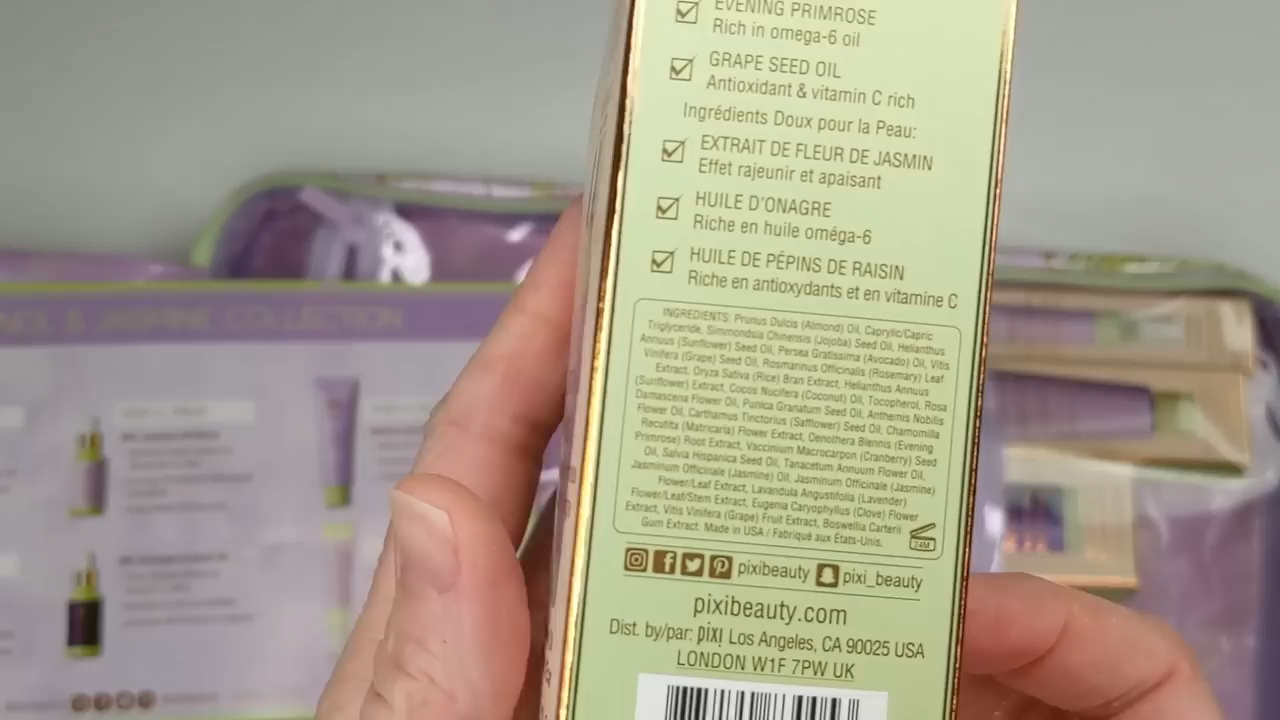 EVENING PRIMROSE
Rich in omega-6 oil
GRAPE SEED OIL
Antioxidant & vitamin C rich
Ingrédients Doux pour la Peau:
EXTRAIT DE FLEUR DE JASMIN
Effet rajeunir et apaisant
HUILE D'ONAGRE
Riche en huile oméga-6
HUILE DE PÉPINS DE RAISIN
Riche en antioxydants et en vitamine C
INGREDIENTS: Prunus Dulcis (Almond) Oil, Caprylic/Capric
Triglyceride, Simmondsia Chinensis (Jojoba) Seed Oil, Helianthus
Annuus (Sunflower) Seed Oil, Persea Gratissima (Avocado) Oil, Vitis
Vinifera (Grape) Seed Oil, Rosmarinus Officinalis (Rosemary) Leaf
Extract, Oryza Sativa (Rice) Bran Extract, Helianthus Annuus
(Sunflower) Extract, Cocos Nucifera (Coconut) Oil, Tocopherol, Rosa
Damascena Flower Oil, Punica Granatum Seed Oil, Anthemis Nobilis
Flower Oil, Carthamus Tinctorius (Safflower) Seed Oil, Chamomilla
Recutita (Matricaria) Flower Extract, Oenothera Biennis (Evening
Primrose) Root Extract, Vaccinium Macrocarpon (Cranberry) Seed
Oil, Salvia Hispanica Seed Oil, Tanacetum Annuum Flower Oil,
Jasminum Officinale (Jasmine) Oil, Jasminum Officinale (Jasmine)
Flower/Leaf Extract, Lavandula Angustifolia (Lavender)
Flower/Leaf/Stem Extract, Eugenia Caryophyllus (Clove) Flower
Extract, Vitis Vinifera (Grape) Fruit Extract, Boswellia Carterii
Gum Extract. Made in USA / Fabriqué aux États-Unis.
24M
pixibeauty pixi_beauty
pixibeauty.com
Dist. by/par: pixi Los Angeles, CA 90025 USA
LONDON W1F 7PW UK
& JASMINE COLLECTION